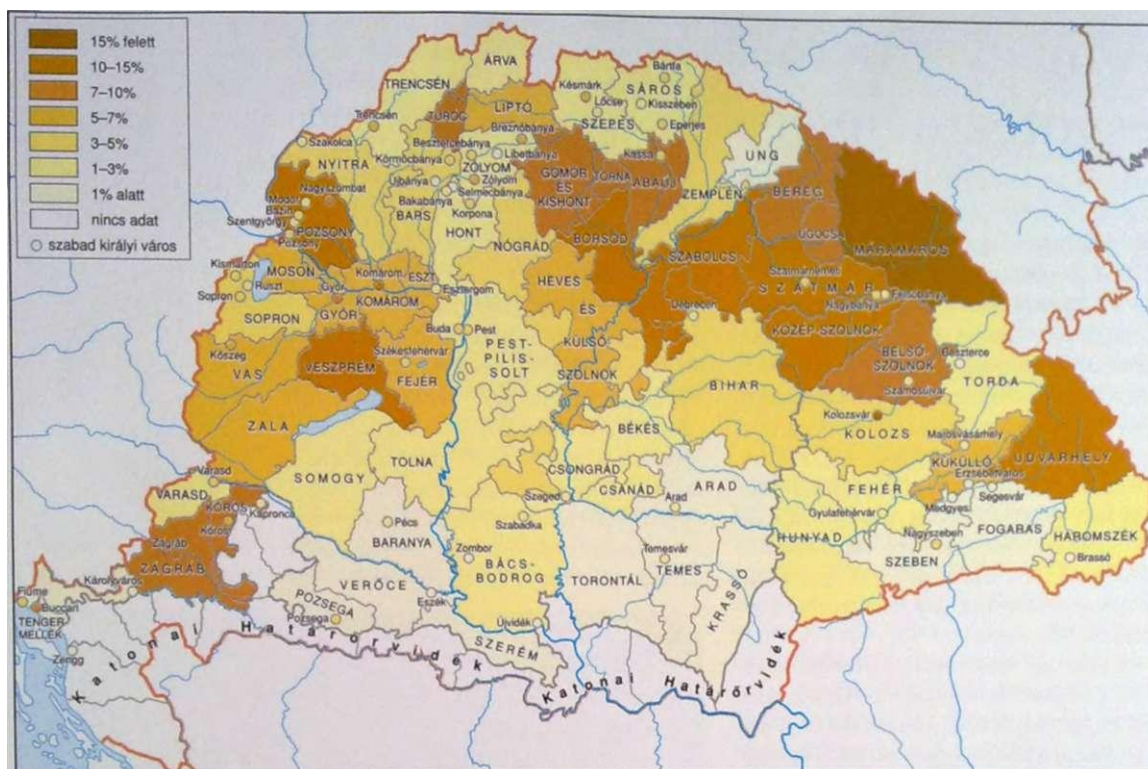 15% felett
10–15%
7–10%
5–7%
3–5%
1–3%
1% alatt
nincs adat
szabad királyi város
ÁRVA
TRENCSÉN
Trencsén
TURÓC
LIPTÓ
Késmárk
Bártfa
SÁROS
Lőcse
Kisszeben
SZEPES
Eperjes
Szakolca
NYITRA
Besztercebánya
Breznóbánya
Körmöcbánya
Libetbánya
ZÓLYOM
Zólyom
Újbánya
Selmecbánya
Bakabánya
BARS
Korpona
HONT
GÖMÖR
ÉS
KISHONT
TORNA
Kassa
ABAÚJ
ZEMPLÉN
UNG
BEREG
UGOCSA
MÁRAMAROS
Nagyszombat
Modor
Bazin
Szentgyörgy
POZSONY
Pozsony
NÓGRÁD
BORSOD
SZABOLCS
Szatmárnémeti
SZATMÁR
Nagybánya
Felsőbánya
Kismarton
MOSON
Ruszt
Sopron
SOPRON
Komárom
ESZT.
Esztergom
Győr
KOMÁROM
GYŐR
HEVES
ÉS
KÜLSŐ
SZOLNOK
Debrecen
KÖZÉP-SZOLNOK
BELSŐ-
SZOLNOK
Beszterce
Szamosújvár
TORDA
Kőszeg
VAS
VESZPRÉM
Székesfehérvár
FEJÉR
Buda
Pest
PEST-
PILIS-
SOLT
BIHAR
Kolozsvár
KOLOZS
Marosvásárhely
UDVARHELY
ZALA
BÉKÉS
SOMOGY
TOLNA
CSONGRÁD
CSANÁD
ARAD
Arad
KÜKÜLLŐ
Erzsébetváros
FEHÉR
Segesvár
Medgyes
Gyulafehérvár
Varasd
VARASD
KŐRÖS
Kőrös
Kapronca
Zágráb
ZÁGRÁB
Pécs
BARANYA
Szeged
Szabadka
Zombor
BÁCS-
BODROG
HUNYAD
Nagyszeben
SZEBEN
FOGARAS
HÁROMSZÉK
Brassó
Temesvár
TORONTÁL
TEMES
KRASSÓ
Károlyváros
Fiume
Buccari
TENGER
MELLÉK
Zengg
VERŐCE
POZSEGA
Pozsega
Eszék
Újvidék
SZERÉM
Katonai Határőrvidék
Katonai Határőrvidék